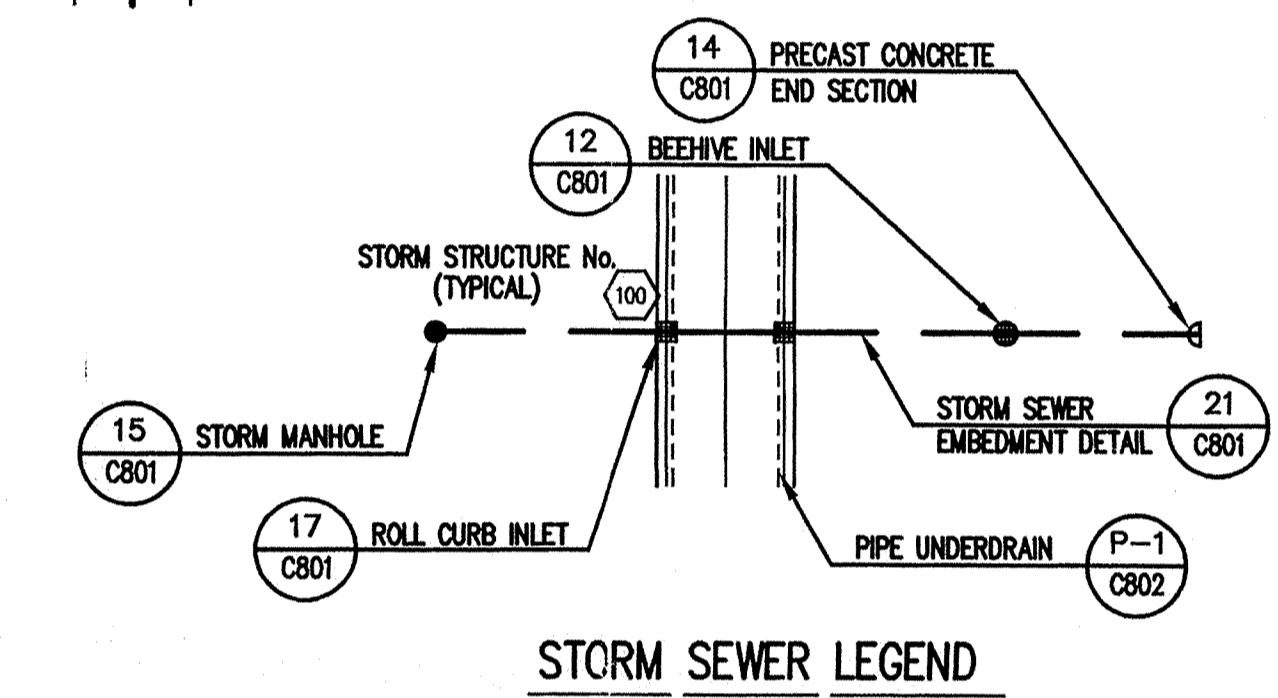 14
C801
PRECAST CONCRETE
END SECTION
12
C801
BEEHIVE INLET
STORM STRUCTURE No.
(TYPICAL)
100
15
C801
STORM MANHOLE
STORM SEWER
EMBEDMENT DETAIL
21
C801
17
C801
ROLL CURB INLET
PIPE UNDERDRAIN
P-1
C802
STORM SEWER LEGEND